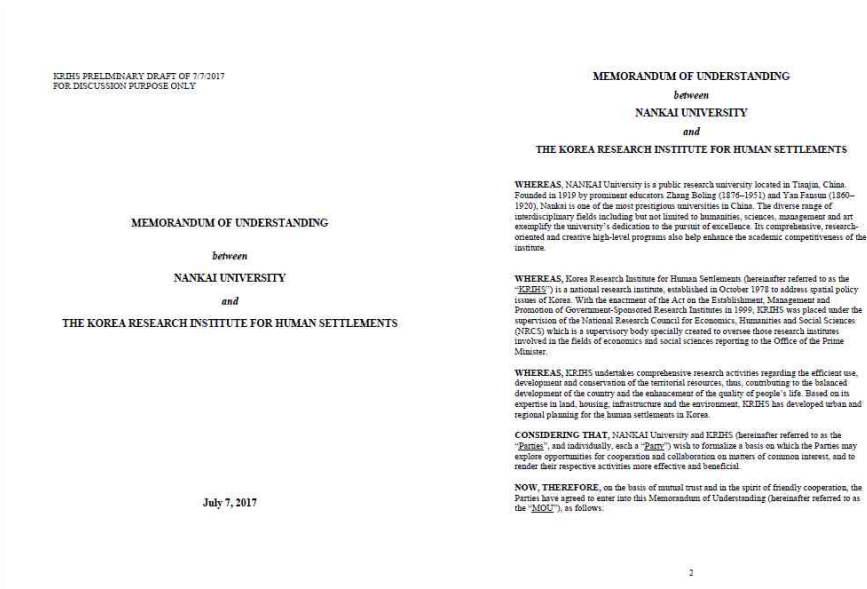 KRIHS PRELIMINARY DRAFT OF 7/7/2017
FOR DISCUSSION PURPOSE ONLY
MEMORANDUM OF UNDERSTANDING
between
NANKAI UNIVERSITY
and
THE KOREA RESEARCH INSTITUTE FOR HUMAN SETTLEMENTS
July 7, 2017
MEMORANDUM OF UNDERSTANDING
between
NANKAI UNIVERSITY
and
THE KOREA RESEARCH INSTITUTE FOR HUMAN SETTLEMENTS
WHEREAS, NANKAI University is a public research university located in Tianjin, China.
Founded in 1919 by prominent educators Zhang Boling (1876–1951) and Yan Fansun (1860–
1920), Nankai is one of the most prestigious universities in China. The diverse range of
interdisciplinary fields including but not limited to humanities, sciences, management and art
exemplify the university's dedication to the pursuit of excellence. Its comprehensive, research-
oriented and creative high-level programs also help enhance the academic competitiveness of the
institute.
WHEREAS, Korea Research Institute for Human Settlements (hereinafter referred to as the
“KRIHS”) is a national research institute, established in October 1978 to address spatial policy
issues of Korea. With the enactment of the Act on the Establishment, Management and
Promotion of Government-Sponsored Research Institutes in 1999, KRIHS was placed under the
supervision of the National Research Council for Economics, Humanities and Social Sciences
(NRCS) which is a supervisory body specially created to oversee those research institutes
involved in the fields of economics and social sciences reporting to the Office of the Prime
Minister.
WHEREAS, KRIHS undertakes comprehensive research activities regarding the efficient use,
development and conservation of the territorial resources, thus, contributing to the balanced
development of the country and the enhancement of the quality of people's life. Based on its
expertise in land, housing, infrastructure and the environment, KRIHS has developed urban and
regional planning for the human settlements in Korea.
CONSIDERING THAT, NANKAI University and KRIHS (hereinafter referred to as the
“Parties”, and individually, each a “Party”) wish to formalize a basis on which the Parties may
explore opportunities for cooperation and collaboration on matters of common interest, and to
render their respective activities more effective and beneficial.
NOW, THEREFORE, on the basis of mutual trust and in the spirit of friendly cooperation, the
Parties have agreed to enter into this Memorandum of Understanding (hereinafter referred to as
the “MOU”), as follows:
2